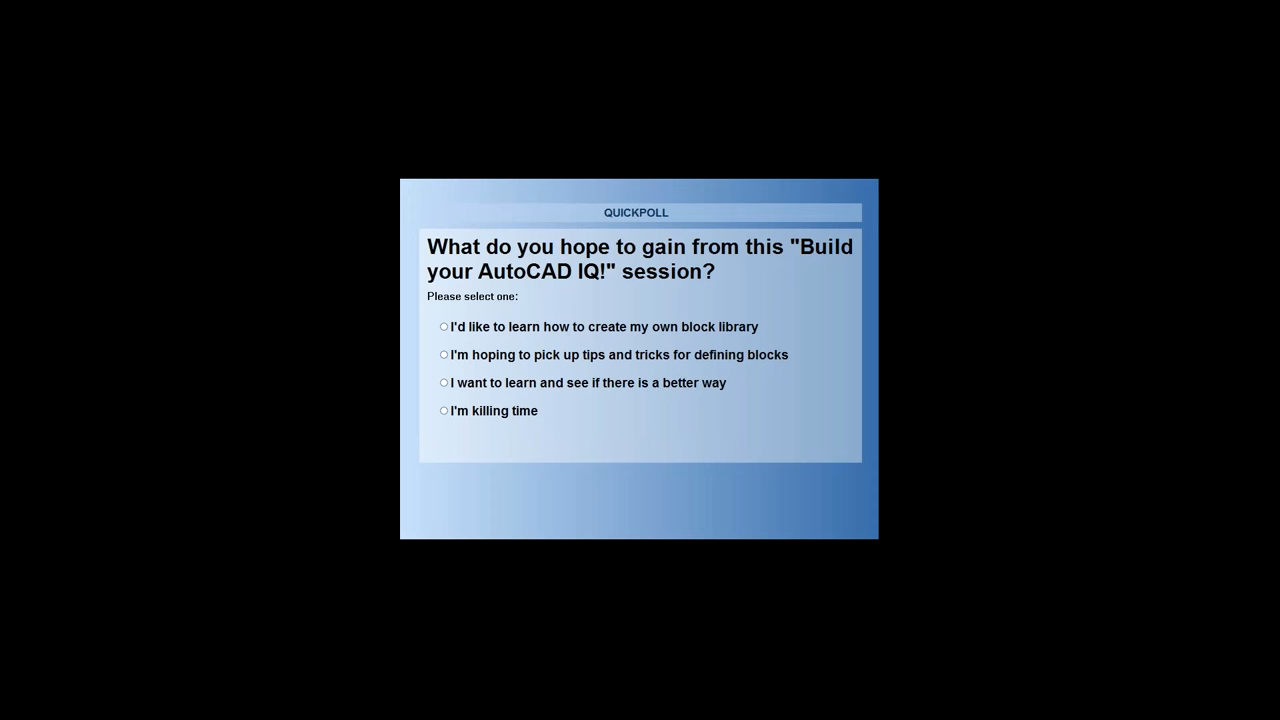 QUICKPOLL
What do you hope to gain from this "Build
your AutoCAD IQ!" session?
Please select one:
I'd like to learn how to create my own block library
I'm hoping to pick up tips and tricks for defining blocks
I want to learn and see if there is a better way
I'm killing time